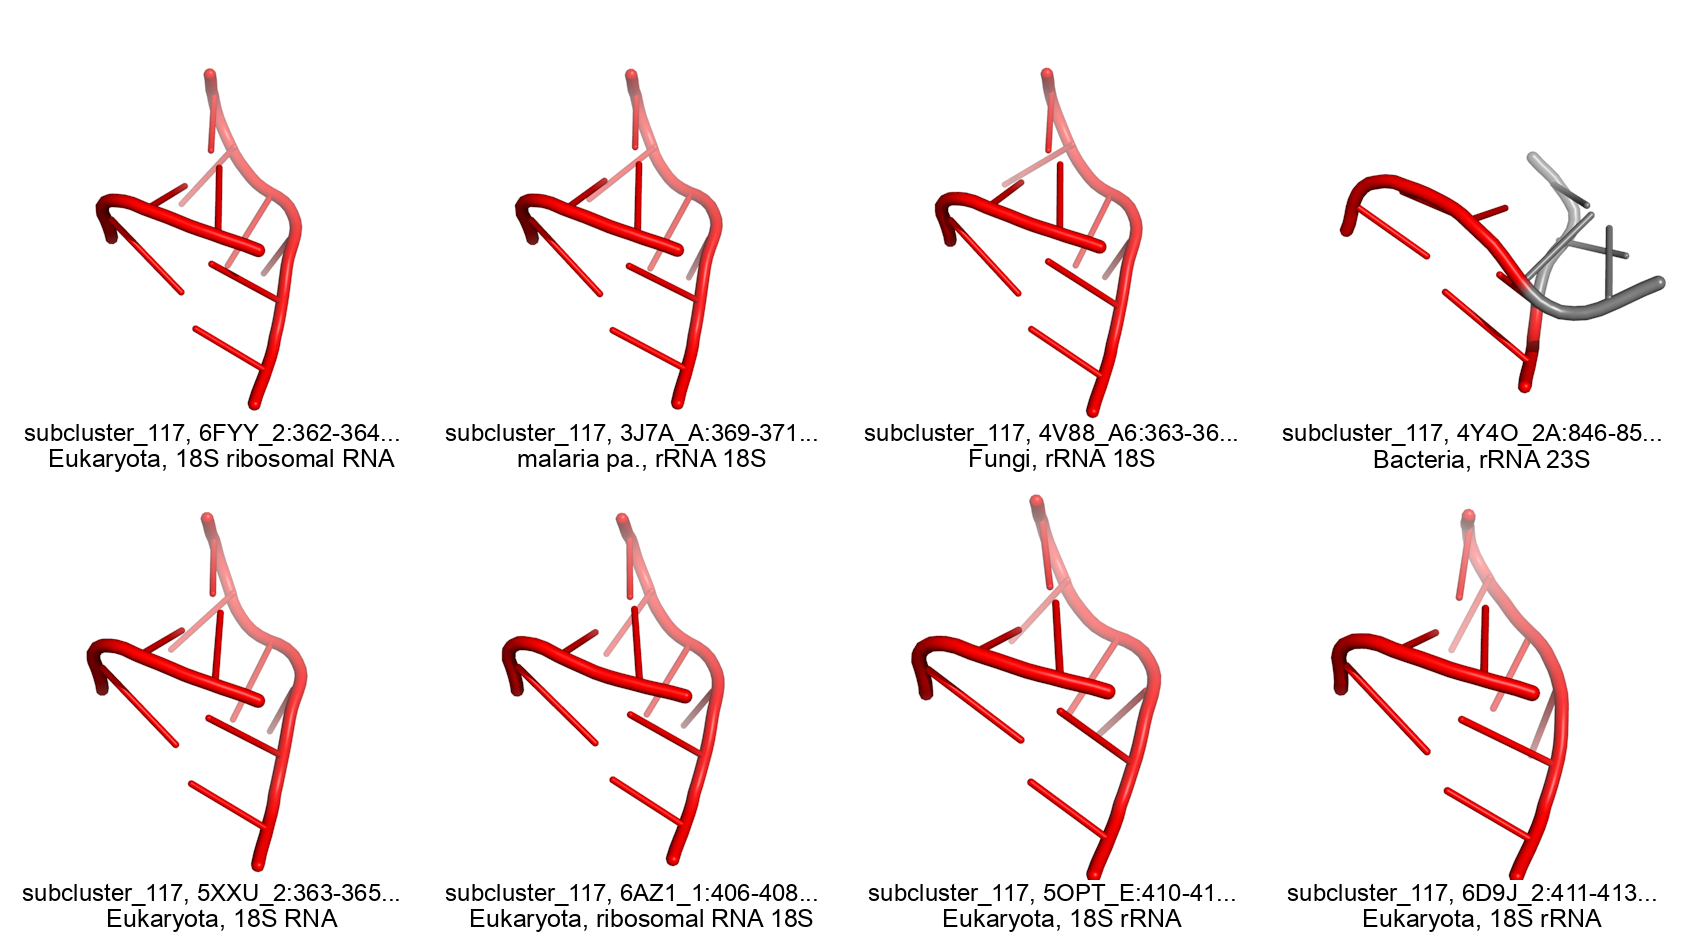 subcluster_117, 6FYY_2:362-364...
Eukaryota, 18S ribosomal RNA
subcluster_117, 3J7A_A:369-371...
malaria pa., rRNA 18S
subcluster_117, 4V88_A6:363-36...
Fungi, rRNA 18S
subcluster_117, 4Y4O_2A:846-85...
Bacteria, rRNA 23S
subcluster_117, 5XXU_2:363-365...
Eukaryota, 18S RNA
subcluster_117, 6AZ1_1:406-408...
Eukaryota, ribosomal RNA 18S
subcluster_117, 5OPT_E:410-41...
Eukaryota, 18S rRNA
subcluster_117, 6D9J_2:411-413...
Eukaryota, 18S rRNA